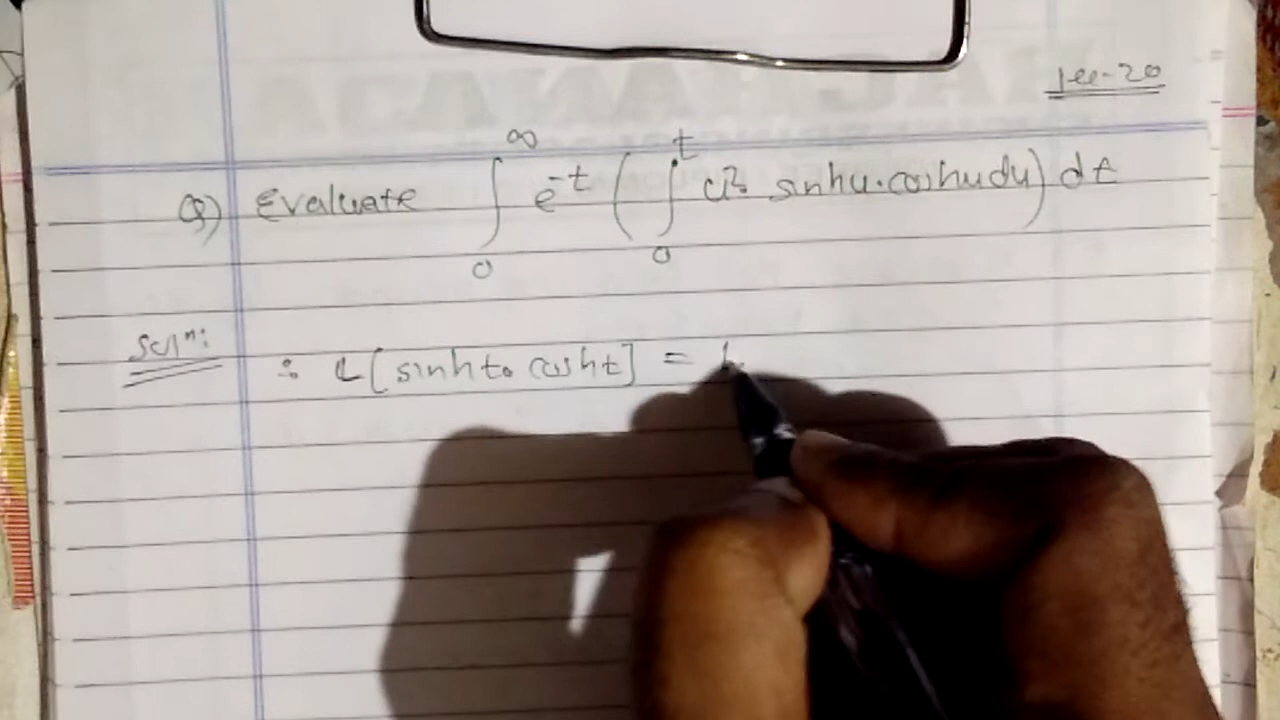 Dec-20
Q) Evaluate ∫₀^∞ e^-t (∫₀^t u² sinhu.coshudu) dt
Solⁿ:
∴ L[sinht. cosht] =